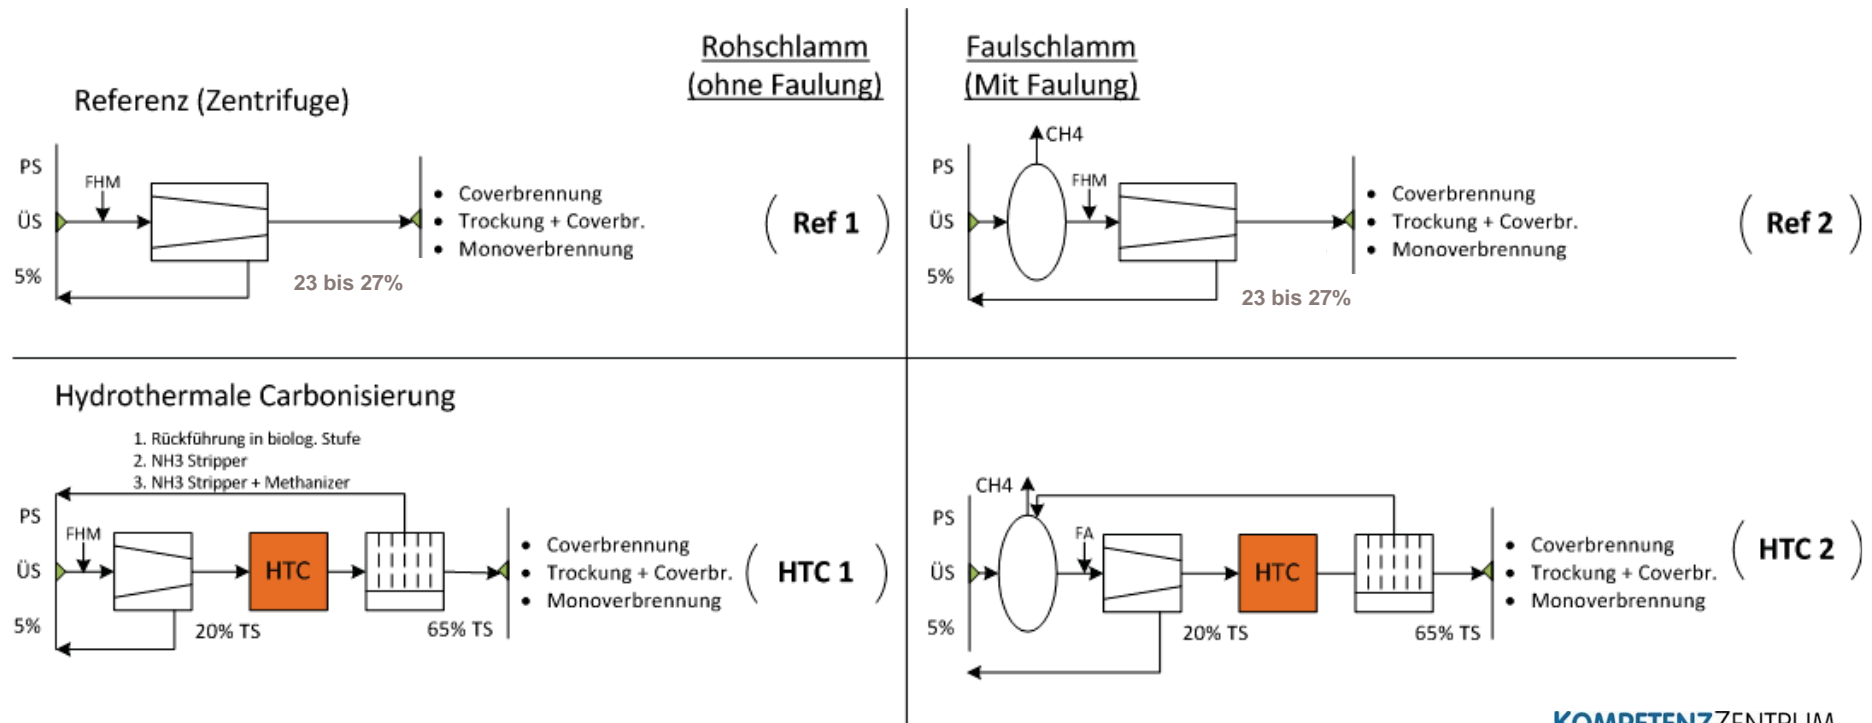 Rohschlamm
(ohne Faulung)
Referenz (Zentrifuge)
PS
FHM
ÜS
5%
23 bis 27%
• Coverbrennung
• Trockung + Coverbr.
• Monoverbrennung
( Ref 1 )
Faulschlamm
(Mit Faulung)
CH4
PS
FHM
ÜS
5%
23 bis 27%
• Coverbrennung
• Trockung + Coverbr.
• Monoverbrennung
( Ref 2 )
Hydrothermale Carbonisierung
1. Rückführung in biolog. Stufe
2. NH3 Stripper
3. NH3 Stripper + Methanizer
PS
FHM
ÜS
HTC
5%
20% TS
65% TS
• Coverbrennung
• Trockung + Coverbr.
• Monoverbrennung
( HTC 1 )
CH4
PS
FA
ÜS
HTC
5%
20% TS
65% TS
• Coverbrennung
• Trockung + Coverbr.
• Monoverbrennung
( HTC 2 )
KOMPETENZZENTRUM